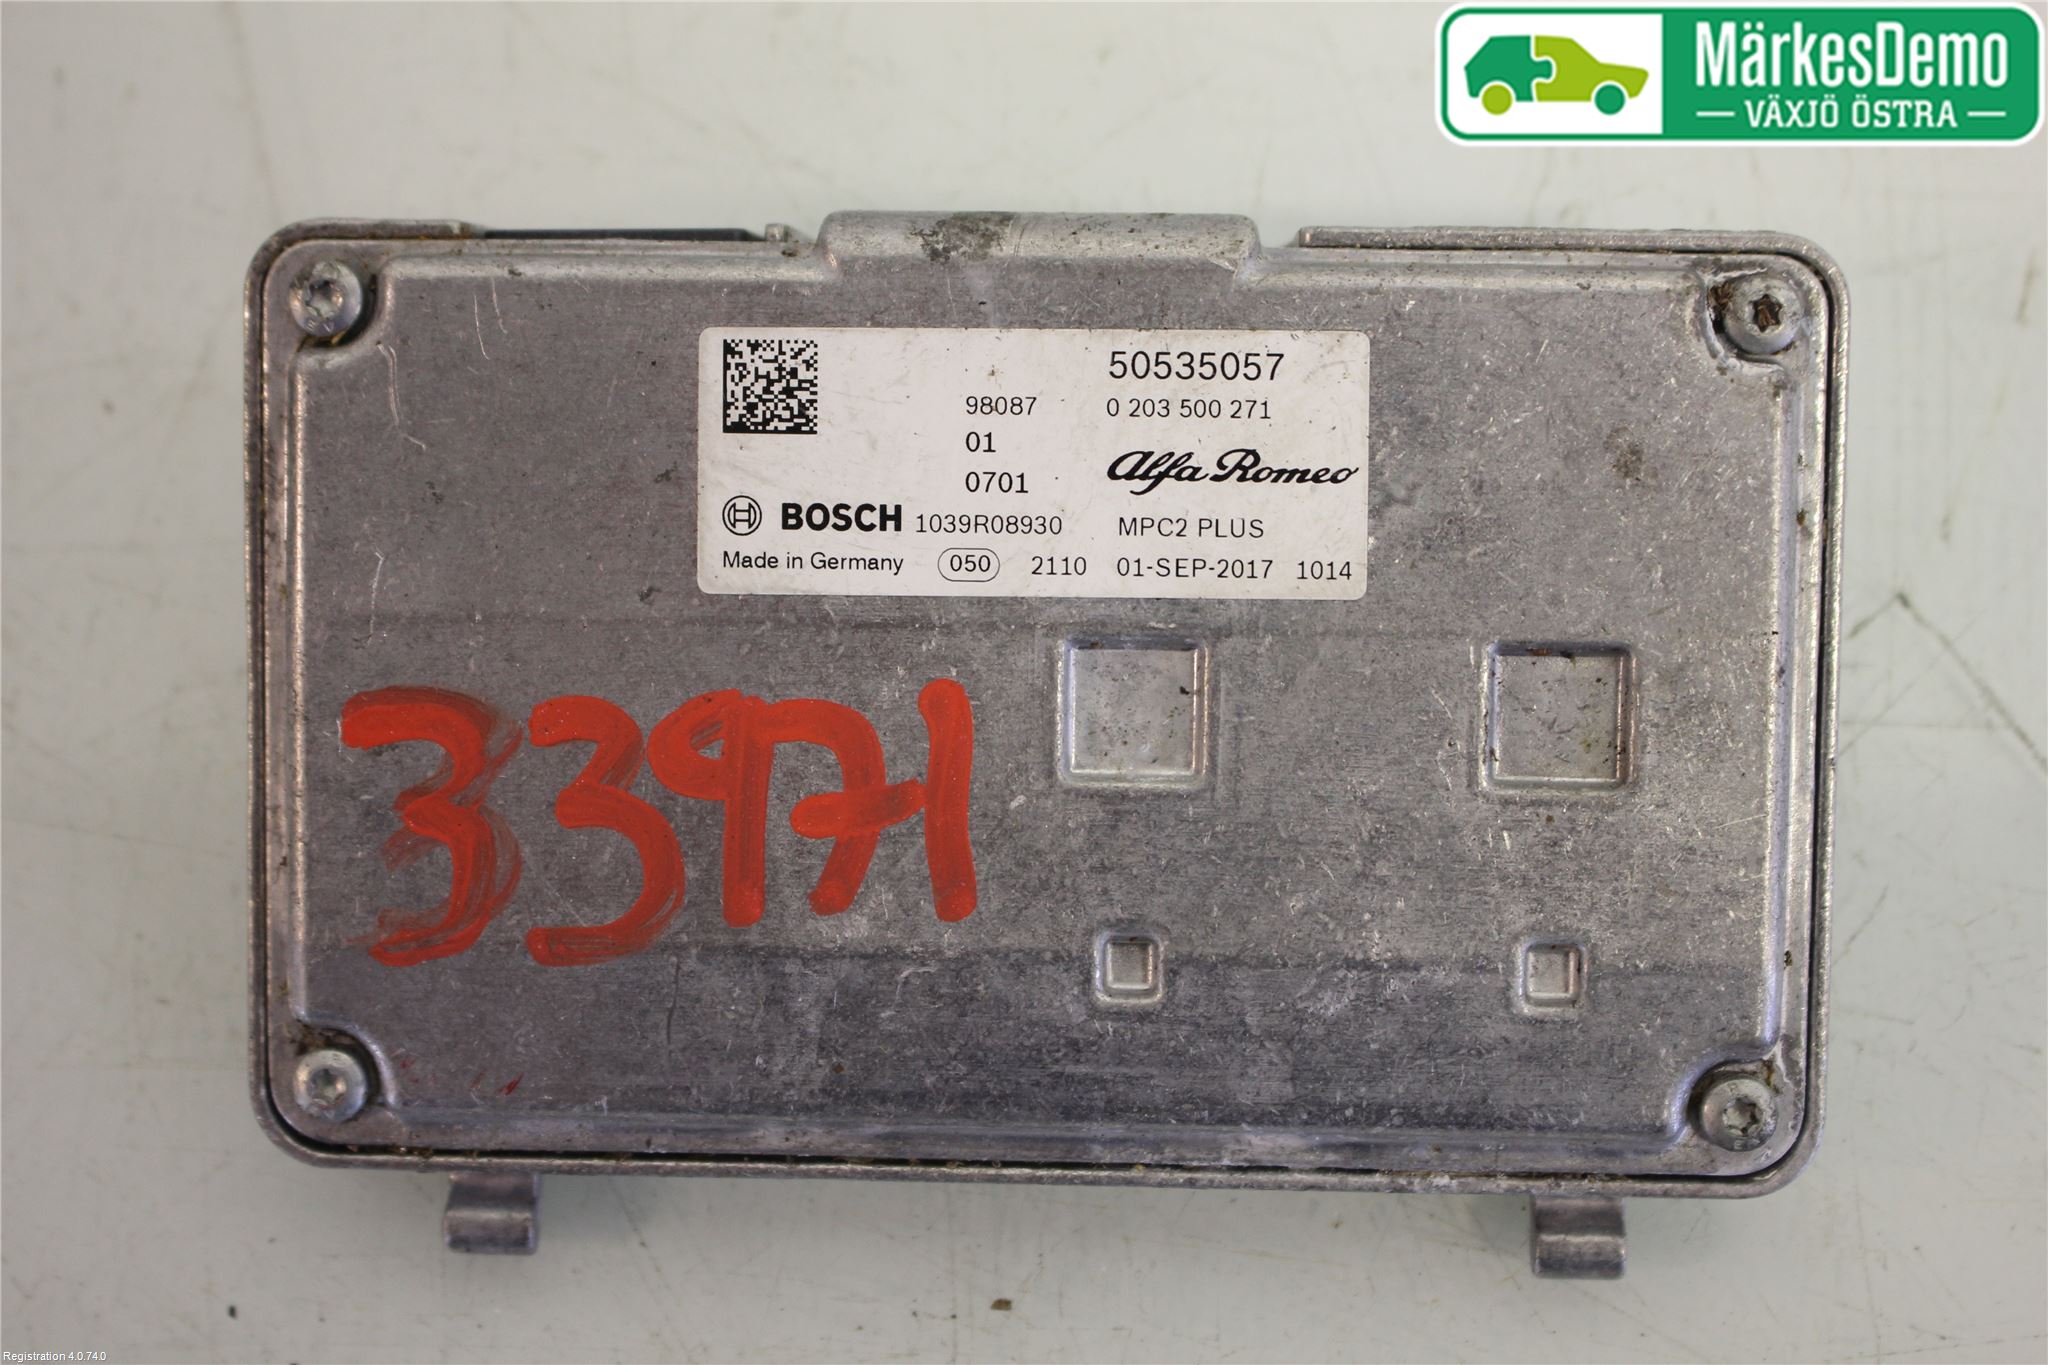 MärkesDemo
VÄXJÖ ÖSTRA
50535057
98087 0 203 500 271
01
Alfa Romeo
0701
BOSCH 1039R08930 MPC2 PLUS
Made in Germany 050 2110 01-SEP-2017 1014
33971
Registration 4.0.74.0